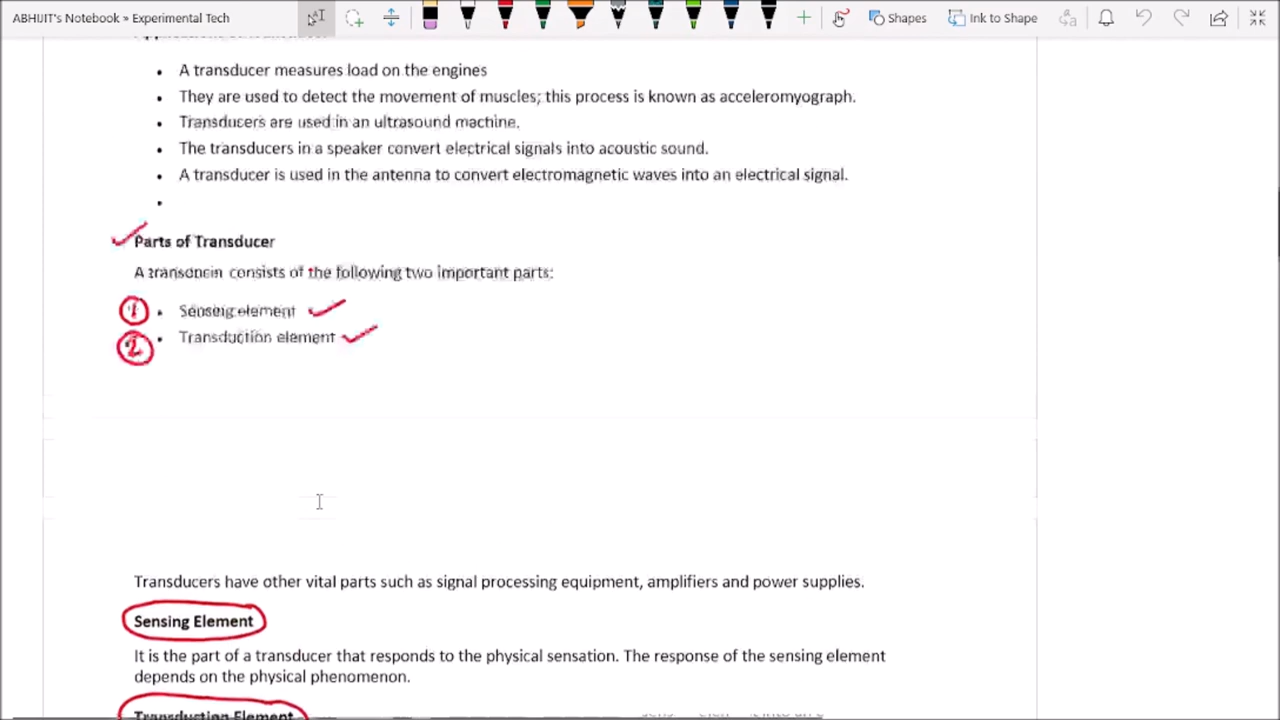 ABHIJIT's Notebook » Experimental Tech
Shapes
Ink to Shape
• A transducer measures load on the engines
• They are used to detect the movement of muscles; this process is known as acceleromyograph.
• Transducers are used in an ultrasound machine.
• The transducers in a speaker convert electrical signals into acoustic sound.
• A transducer is used in the antenna to convert electromagnetic waves into an electrical signal.
•
Parts of Transducer
A consists of the following two important parts:
1 • Sensing element
2 • Transduction element
Transducers have other vital parts such as signal processing equipment, amplifiers and power supplies.
Sensing Element
It is the part of a transducer that responds to the physical sensation. The response of the sensing element
depends on the physical phenomenon.
Transduction Element